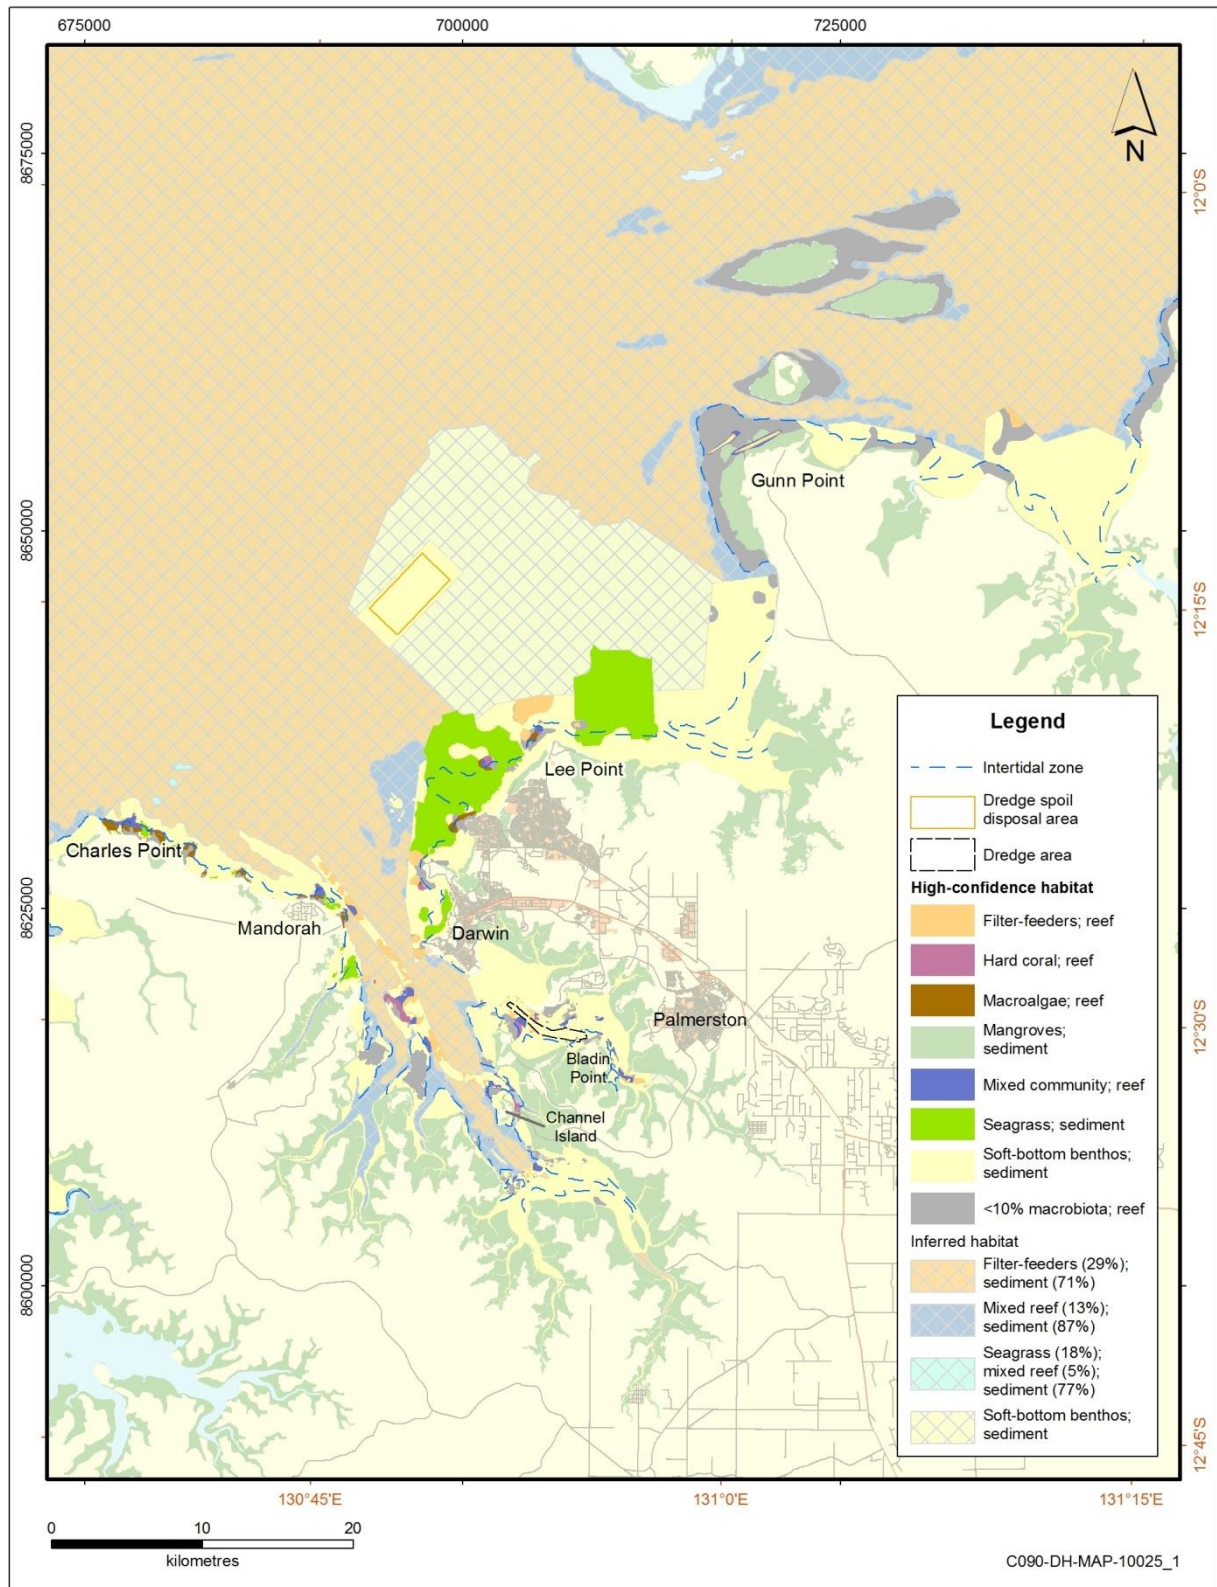 675000
700000
725000
8675000
8650000
8625000
8600000
12°0'S
12°15'S
12°30'S
12°45'S
N
Gunn Point
Lee Point
Charles Point
Mandorah
Darwin
Palmerston
Bladin
Point
Channel
Island
Legend
Intertidal zone
Dredge spoil
disposal area
Dredge area
High-confidence habitat
Filter-feeders; reef
Hard coral; reef
Macroalgae; reef
Mangroves;
sediment
Mixed community; reef
Seagrass; sediment
Soft-bottom benthos;
sediment
<10% macrobiota; reef
Inferred habitat
Filter-feeders (29%);
sediment (71%)
Mixed reef (13%);
sediment (87%)
Seagrass (18%);
mixed reef (5%);
sediment (77%)
Soft-bottom benthos;
sediment
130°45'E
131°0'E
131°15'E
0 10 20
kilometres
C090-DH-MAP-10025_1